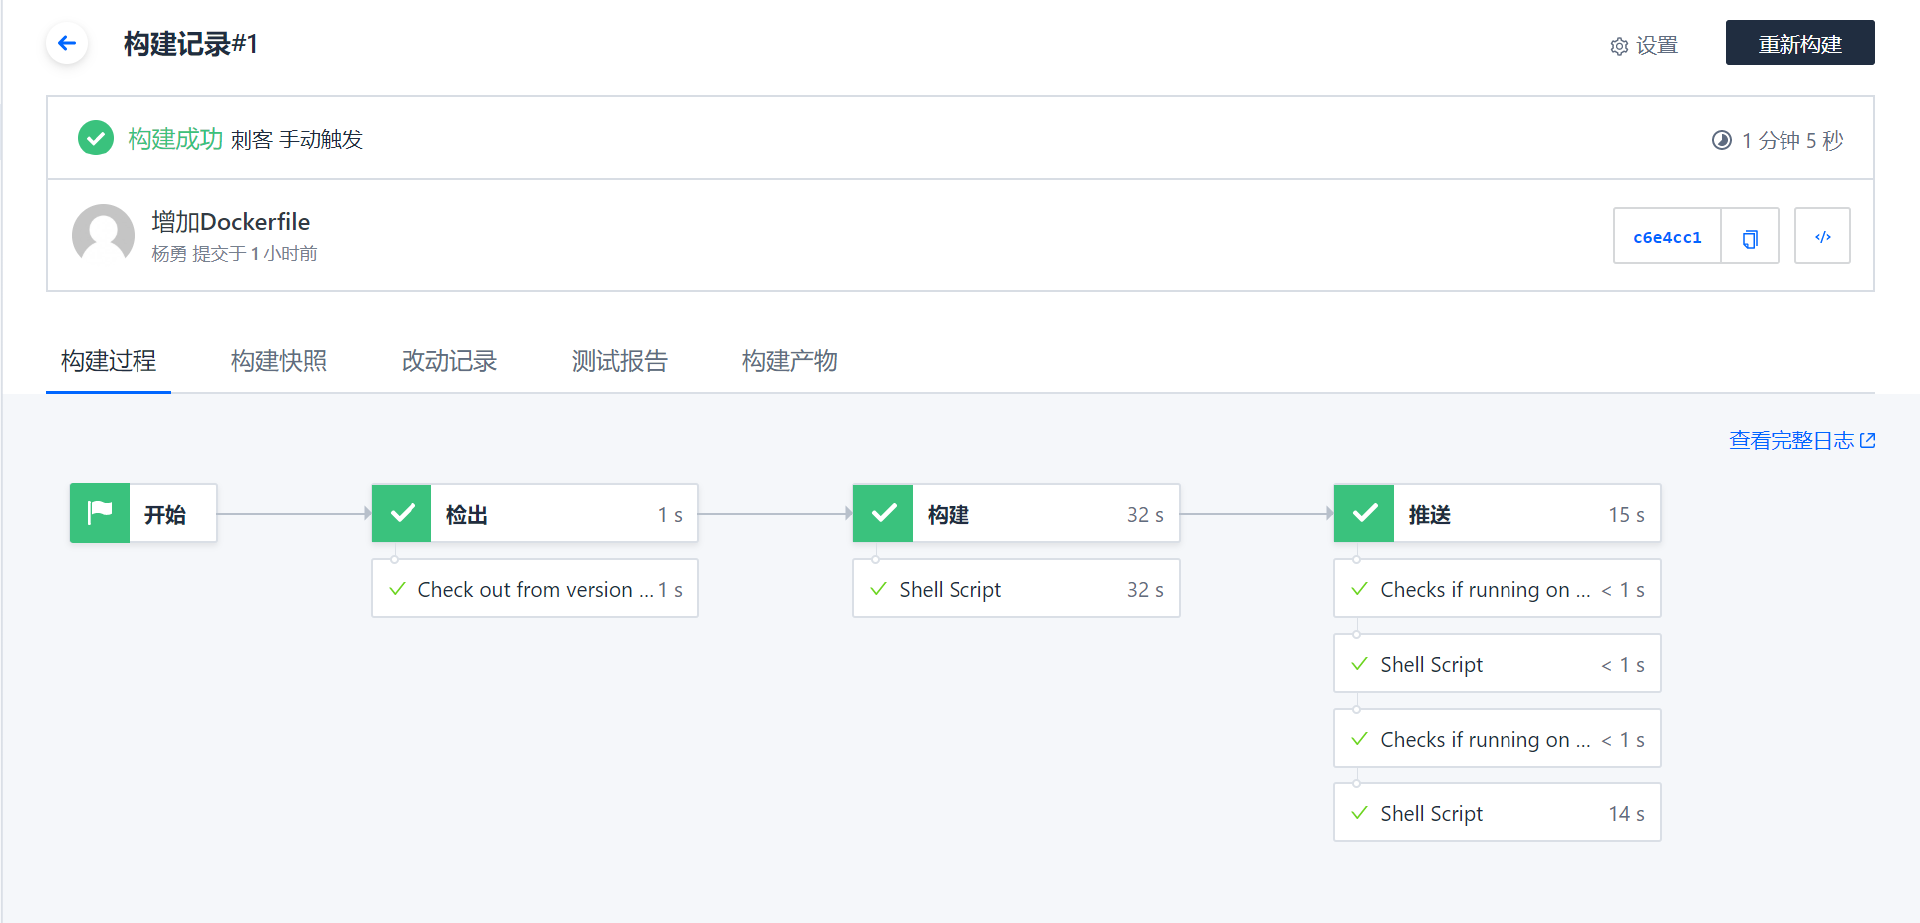 构建记录#1
设置
重新构建
构建成功 刺客 手动触发
1 分钟 5 秒
增加Dockerfile
杨勇 提交于 1 小时前
c6e4cc1
</>
构建过程
构建快照
改动记录
测试报告
构建产物
查看完整日志
开始
检出 1 s
Check out from version ... 1 s
构建 32 s
Shell Script 32 s
推送 15 s
Checks if running on ... < 1 s
Shell Script < 1 s
Checks if running on ... < 1 s
Shell Script 14 s